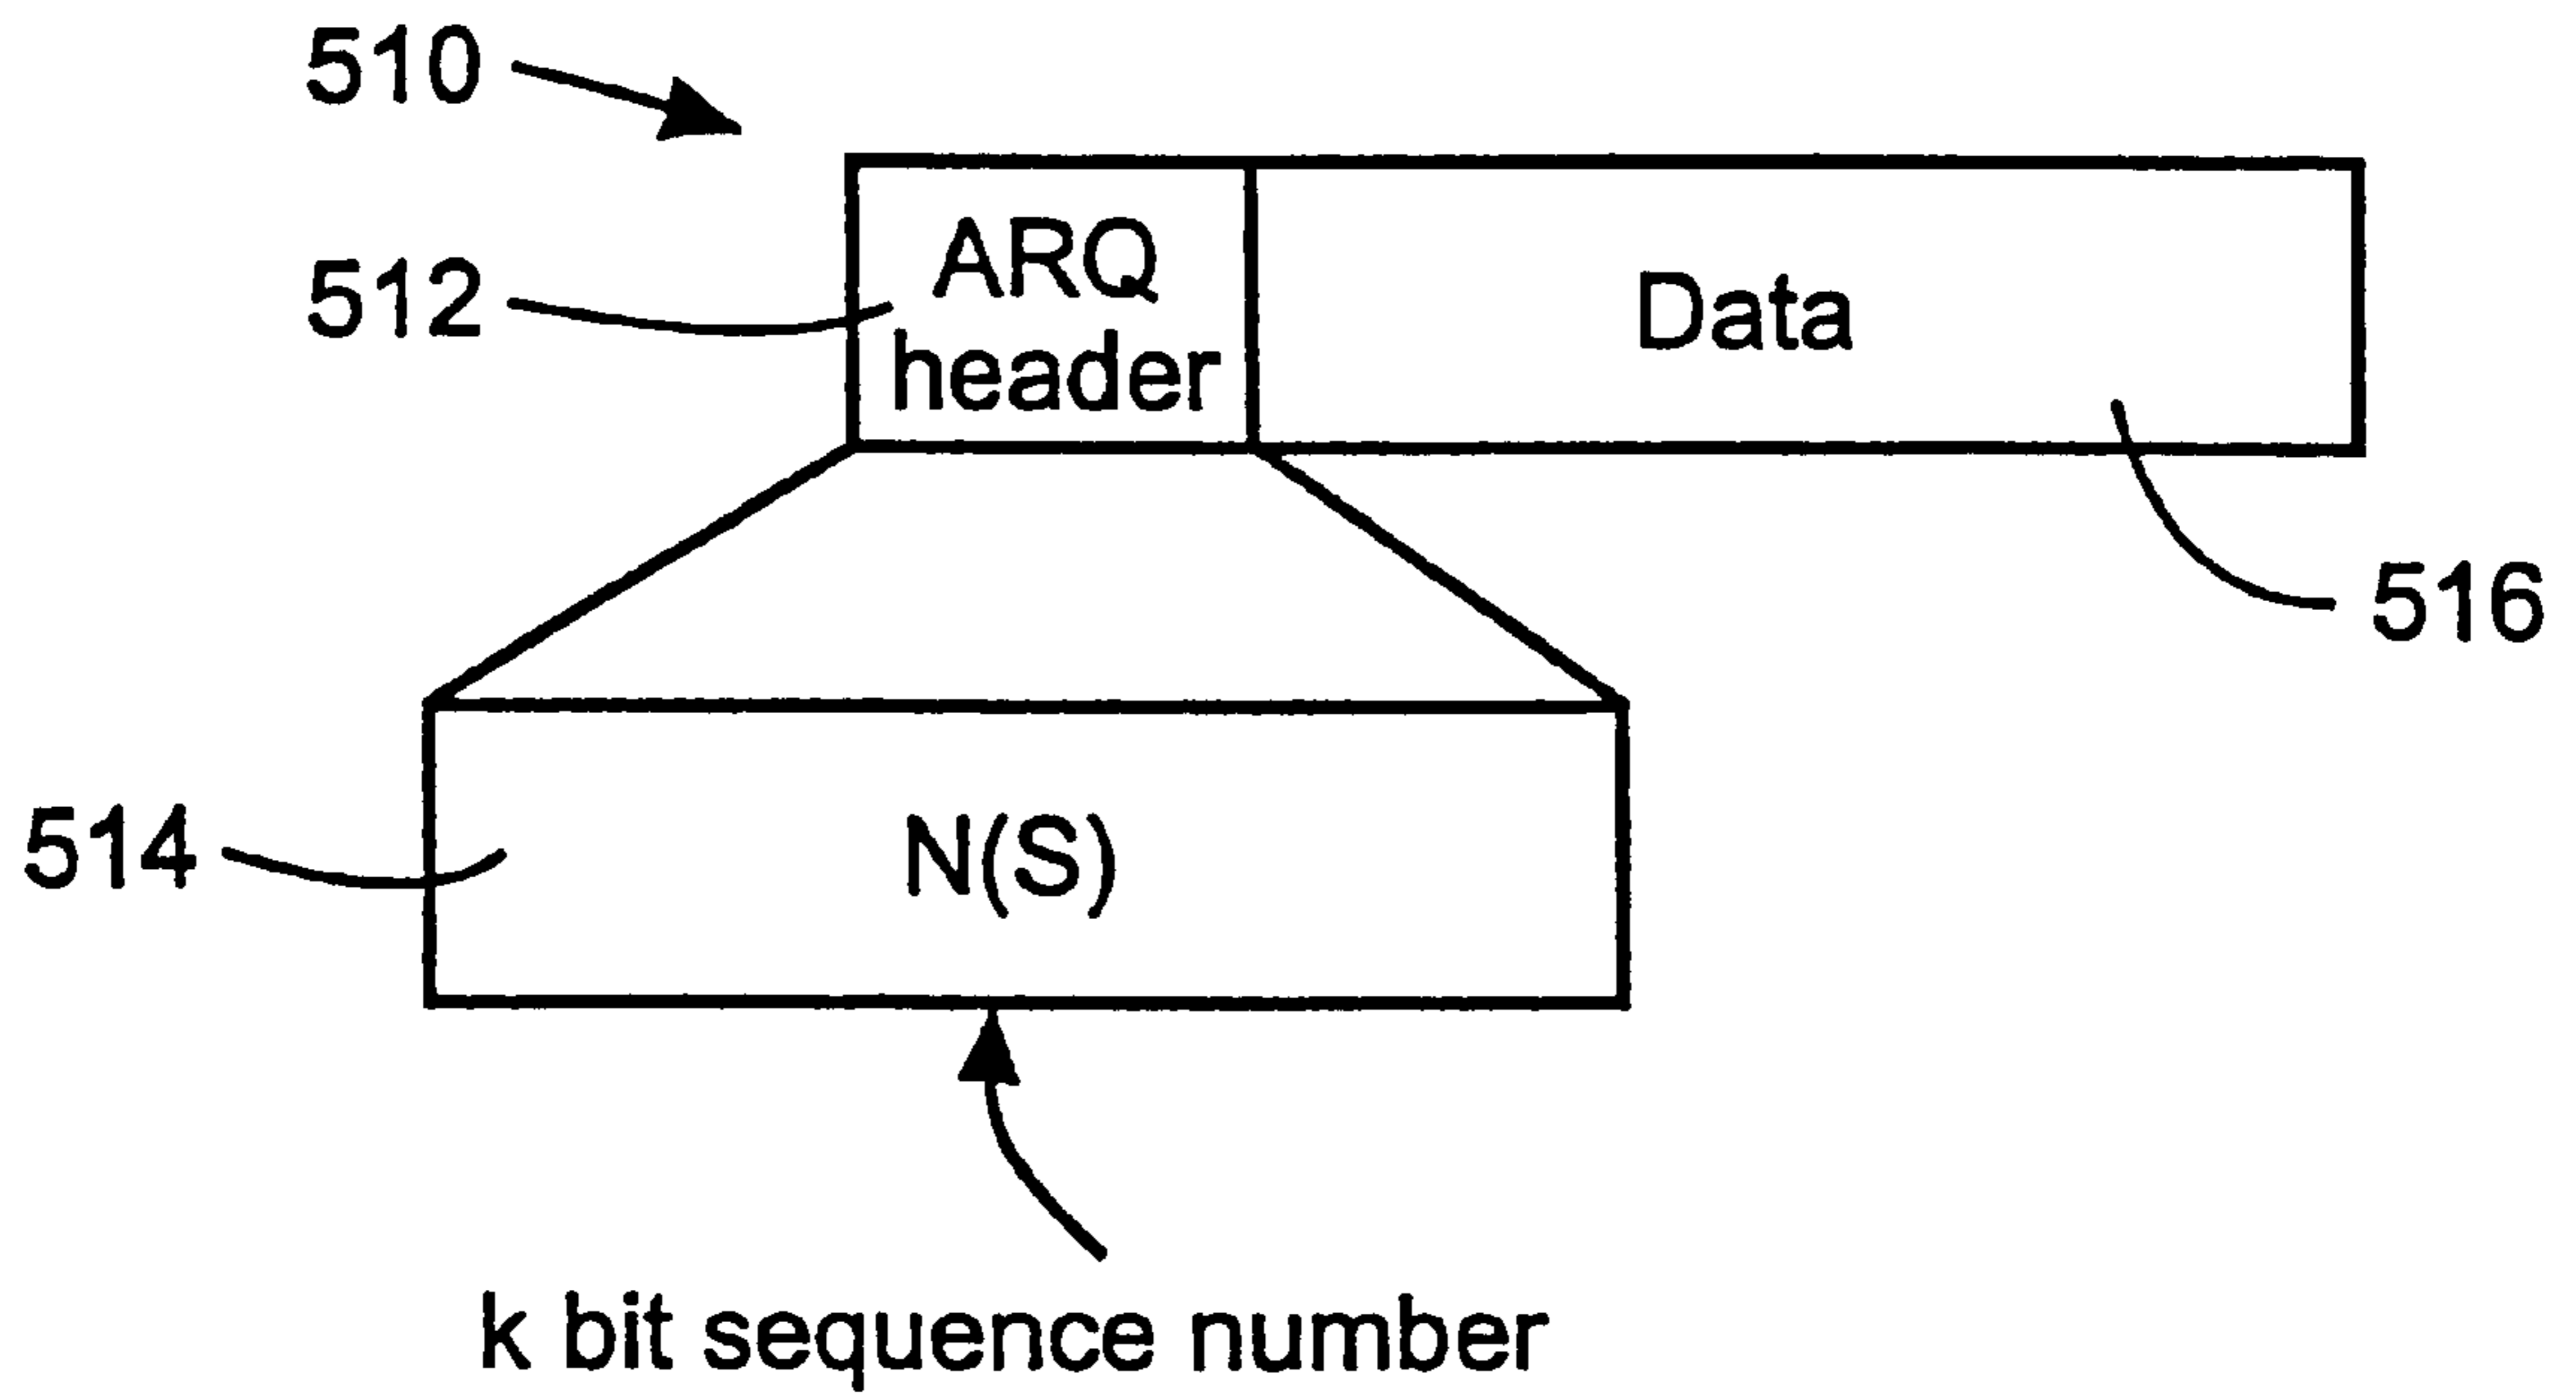 510
512
ARQ
header
Data
516
514
N(S)
k bit sequence number